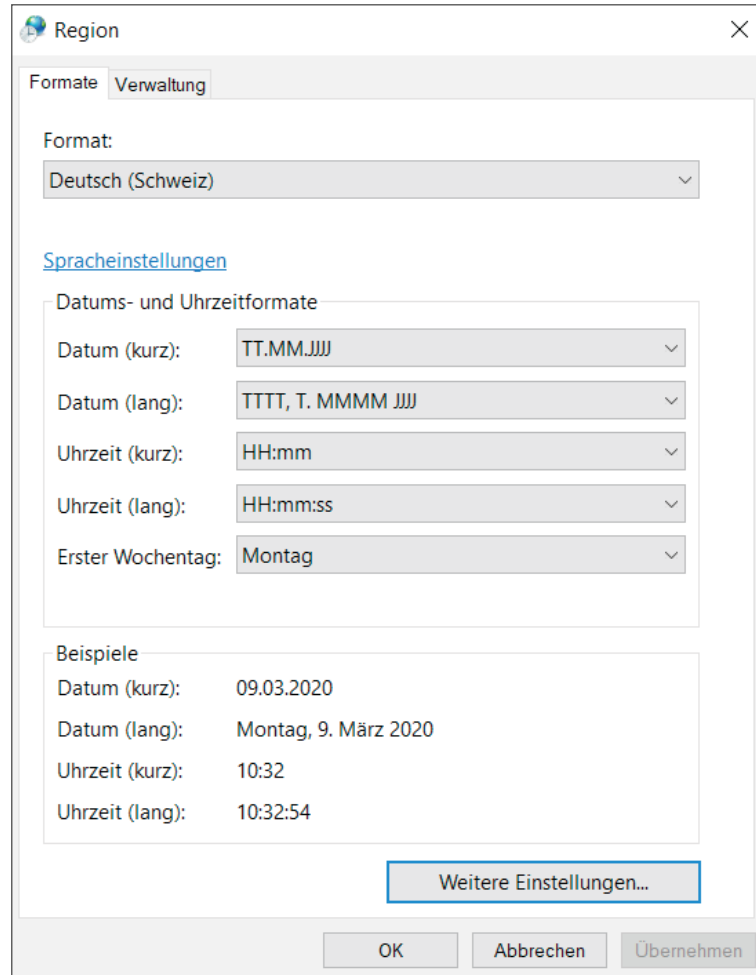 Region
Formate Verwaltung
Format:
Deutsch (Schweiz)
Spracheinstellungen
Datums- und Uhrzeitformate
Datum (kurz): TT.MM.JJJJ
Datum (lang): TTTT, T. MMMM JJJJ
Uhrzeit (kurz): HH:mm
Uhrzeit (lang): HH:mm:ss
Erster Wochentag: Montag
Beispiele
Datum (kurz): 09.03.2020
Datum (lang): Montag, 9. März 2020
Uhrzeit (kurz): 10:32
Uhrzeit (lang): 10:32:54
Weitere Einstellungen...
OK Abbrechen Übernehmen